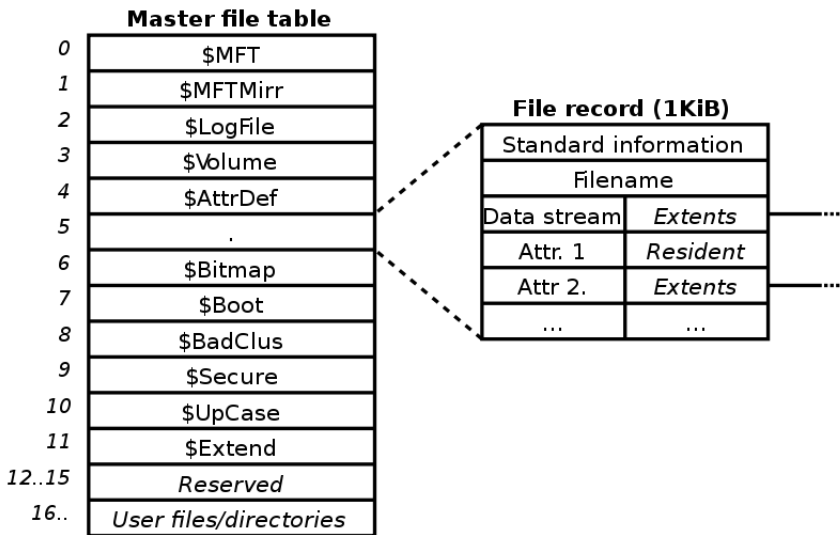 Master file table
0 $MFT
1 $MFTMirr
2 $LogFile
3 $Volume
4 $AttrDef
5 .
6 $Bitmap
7 $Boot
8 $BadClus
9 $Secure
10 $UpCase
11 $Extend
12..15 Reserved
16.. User files/directories
File record (1KiB)
Standard information
Filename
Data stream Extents
Attr. 1 Resident
Attr 2. Extents
... ...